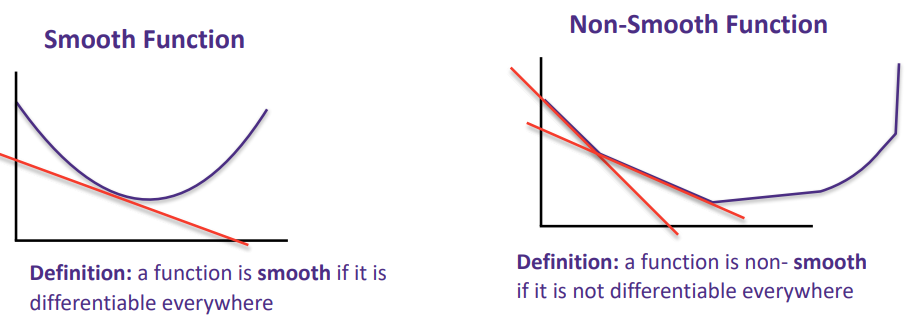 Smooth Function
Non-Smooth Function
Definition: a function is smooth if it is
differentiable everywhere
Definition: a function is non- smooth
if it is not differentiable everywhere